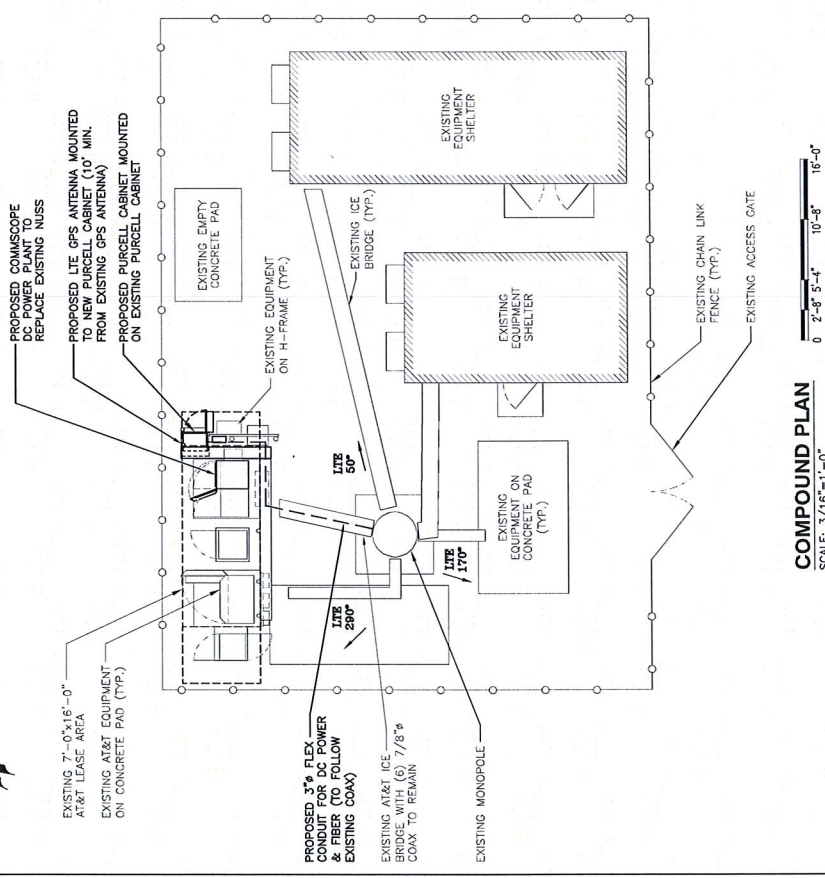 PROPOSED COMMSCOPE
DC POWER PLANT TO
REPLACE EXISTING NUSS
PROPOSED LTE GPS ANTENNA MOUNTED
TO NEW PURCELL CABINET (10' MIN.
FROM EXISTING GPS ANTENNA)
PROPOSED PURCELL CABINET MOUNTED
ON EXISTING PURCELL CABINET
EXISTING EMPTY
CONCRETE PAD
EXISTING EQUIPMENT
ON H-FRAME (TYP.)
EXISTING ICE
BRIDGE (TYP.)
EXISTING
EQUIPMENT
SHELTER
EXISTING
EQUIPMENT
SHELTER
EXISTING 7'-0"x16'-0"
AT&T LEASE AREA
EXISTING AT&T EQUIPMENT
ON CONCRETE PAD (TYP.)
LTE
50°
LTE
170°
LTE
290°
EXISTING
EQUIPMENT ON
CONCRETE PAD
(TYP.)
PROPOSED 3"ø FLEX
CONDUIT FOR DC POWER
& FIBER (TO FOLLOW
EXISTING COAX)
EXISTING AT&T ICE
BRIDGE WITH (6) 7/8"ø
COAX TO REMAIN
EXISTING MONOPOLE
EXISTING CHAIN LINK
FENCE (TYP.)
EXISTING ACCESS GATE
COMPOUND PLAN
SCALE: 3/16"=1'-0"
0 2'-8" 5'-4" 10'-8" 16'-0"